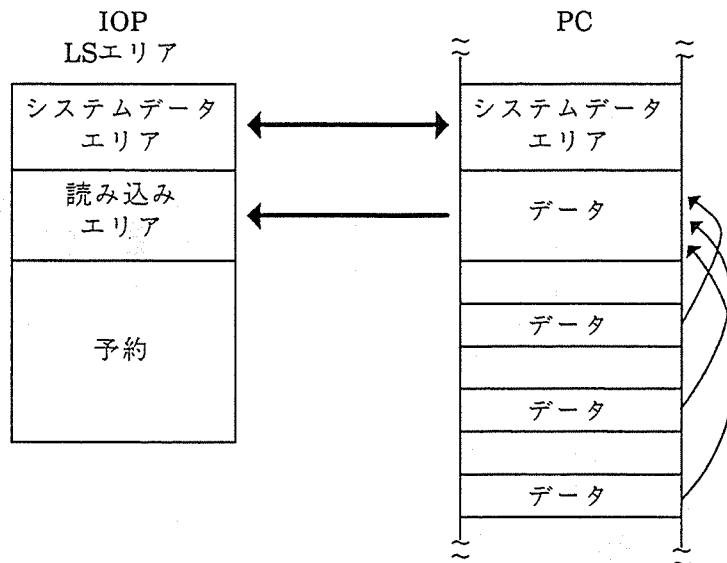 IOP
LSエリア
システムデータ
エリア
読み込み
エリア
予約
PC
システムデータ
エリア
データ
データ
データ
データ